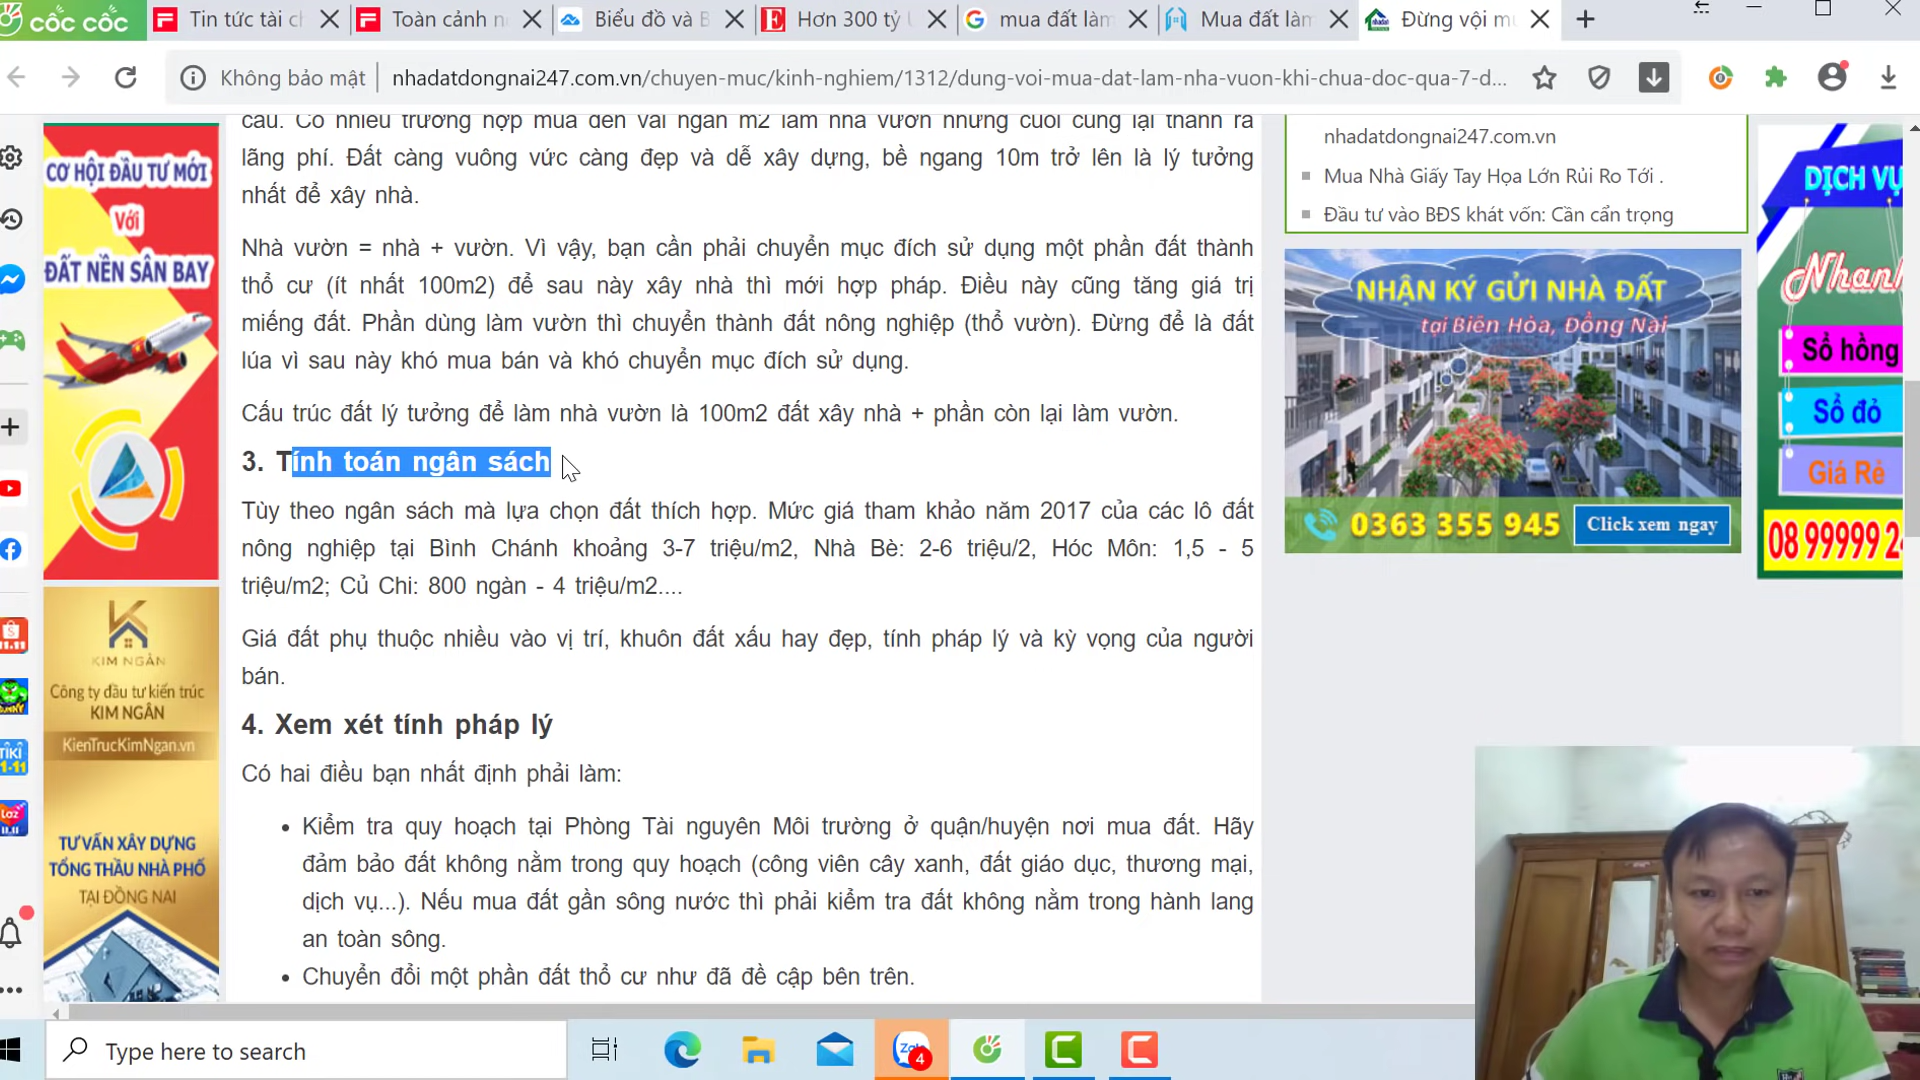 cốc cốc
Tin tức tài ch
Toàn cảnh n
Biểu đồ và B
Hơn 300 tỷ
mua đất làm
Mua đất làm
Đừng vội mu
Không bảo mật
nhadatdongnai247.com.vn/chuyen-muc/kinh-nghiem/1312/dung-voi-mua-dat-lam-nha-vuon-khi-chua-doc-qua-7-d...
cầu. Có nhiều trường hợp mua đến vài ngàn m2 làm nhà vườn nhưng cuối cùng lại thành ra
lãng phí. Đất càng vuông vức càng đẹp và dễ xây dựng, bề ngang 10m trở lên là lý tưởng
nhất để xây nhà.
Nhà vườn = nhà + vườn. Vì vậy, bạn cần phải chuyển mục đích sử dụng một phần đất thành
thổ cư (ít nhất 100m2) để sau này xây nhà thì mới hợp pháp. Điều này cũng tăng giá trị
miếng đất. Phần dùng làm vườn thì chuyển thành đất nông nghiệp (thổ vườn). Đừng để là đất
lúa vì sau này khó mua bán và khó chuyển mục đích sử dụng.
Cấu trúc đất lý tưởng để làm nhà vườn là 100m2 đất xây nhà + phần còn lại làm vườn.
3. Tính toán ngân sách
Tùy theo ngân sách mà lựa chọn đất thích hợp. Mức giá tham khảo năm 2017 của các lô đất
nông nghiệp tại Bình Chánh khoảng 3-7 triệu/m2, Nhà Bè: 2-6 triệu/2, Hóc Môn: 1,5 - 5
triệu/m2; Củ Chi: 800 ngàn - 4 triệu/m2....
Giá đất phụ thuộc nhiều vào vị trí, khuôn đất xấu hay đẹp, tính pháp lý và kỳ vọng của người
bán.
4. Xem xét tính pháp lý
Có hai điều bạn nhất định phải làm:
Kiểm tra quy hoạch tại Phòng Tài nguyên Môi trường ở quận/huyện nơi mua đất. Hãy
đảm bảo đất không nằm trong quy hoạch (công viên cây xanh, đất giáo dục, thương mại,
dịch vụ...). Nếu mua đất gần sông nước thì phải kiểm tra đất không nằm trong hành lang
an toàn sông.
Chuyển đổi một phần đất thổ cư như đã đề cập bên trên.
CƠ HỘI ĐẦU TƯ MỚI
Với
ĐẤT NỀN SÂN BAY
KIM NGÂN
Công ty đầu tư kiến trúc
KIM NGÂN
KienTrucKimNgan.vn
TƯ VẤN XÂY DỰNG
TỔNG THẦU NHÀ PHỐ
TẠI ĐỒNG NAI
nhadatdongnai247.com.vn
Mua Nhà Giấy Tay Họa Lớn Rủi Ro Tới .
Đầu tư vào BĐS khát vốn: Cần cẩn trọng
NHẬN KÝ GỬI NHÀ ĐẤT
tại Biên Hòa, Đồng Nai
0363 355 945
Click xem ngay
DỊCH VỤ
Nhanh
Sổ hồng
Sổ đỏ
Giá Rẻ
08 99999 24
Type here to search
Zalo
4